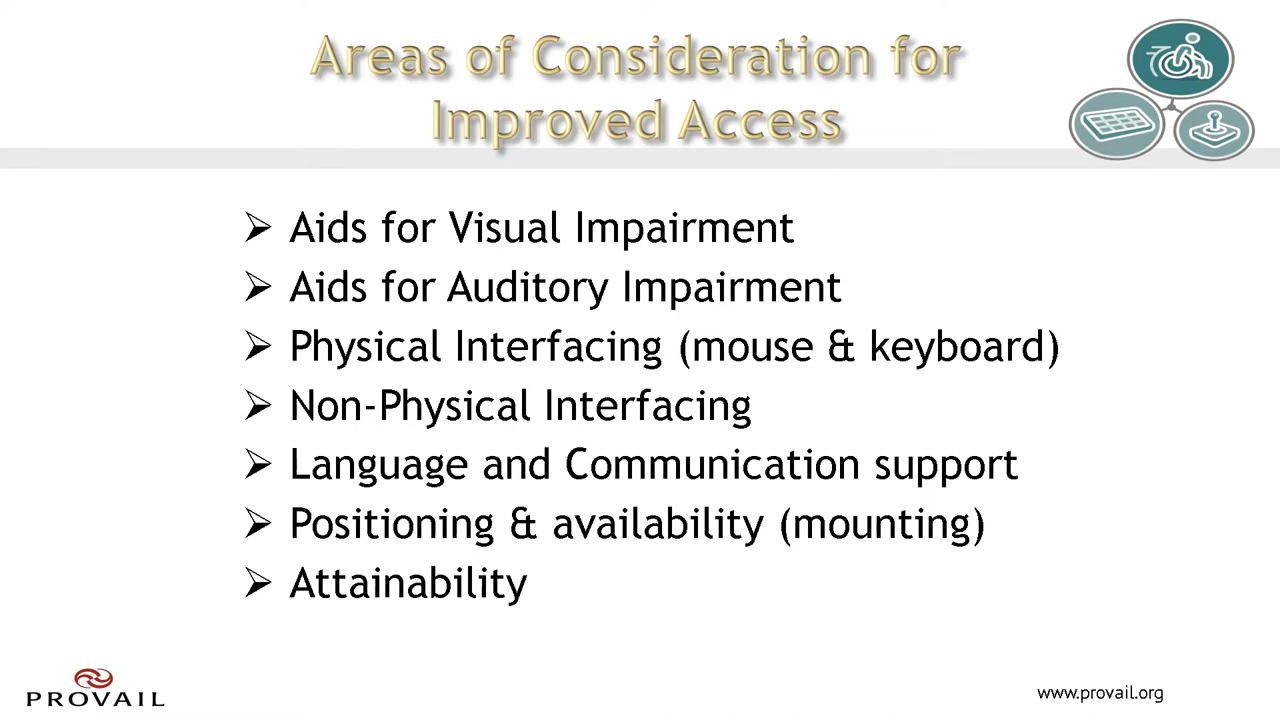 Areas of Consideration for
Improved Access
Aids for Visual Impairment
Aids for Auditory Impairment
Physical Interfacing (mouse & keyboard)
Non-Physical Interfacing
Language and Communication support
Positioning & availability (mounting)
Attainability
PROVAIL
www.provail.org